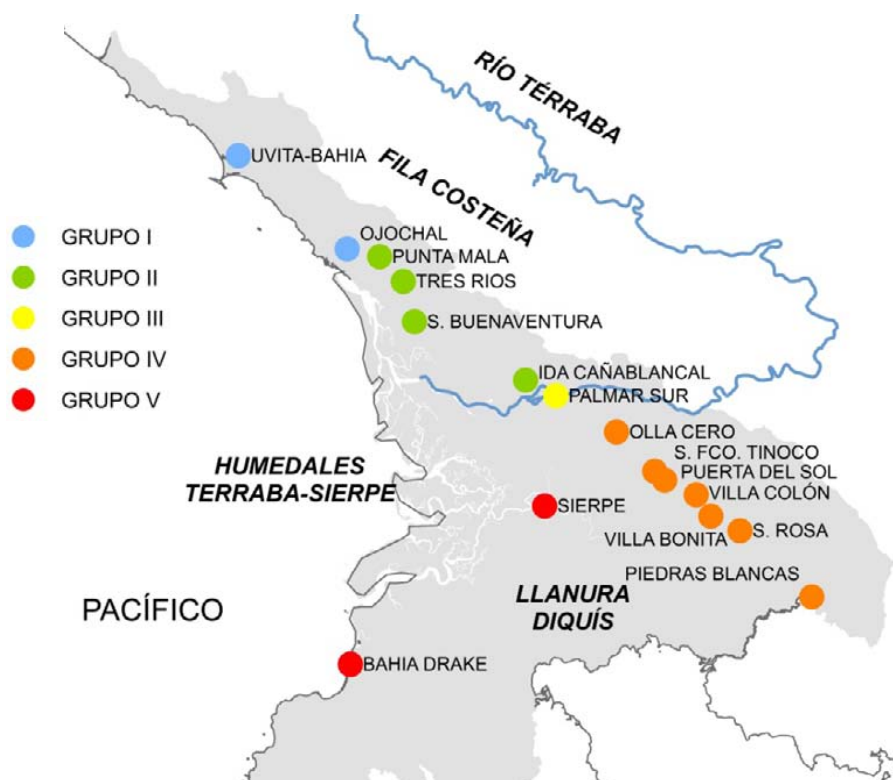 RÍO TÉRRABA
FILA COSTEÑA
UVITA-BAHIA
GRUPO I
GRUPO II
GRUPO III
GRUPO IV
GRUPO V
OJOCHAL
PUNTA MALA
TRES RIOS
S. BUENAVENTURA
IDA CAÑABLANCAL
PALMAR SUR
OLLA CERO
S. FCO. TINOCO
PUERTA DEL SOL
VILLA COLÓN
VILLA BONITA
S. ROSA
HUMEDALES
TERRABA-SIERPE
SIERPE
PIEDRAS BLANCAS
LLANURA
DIQUÍS
PACÍFICO
BAHIA DRAKE